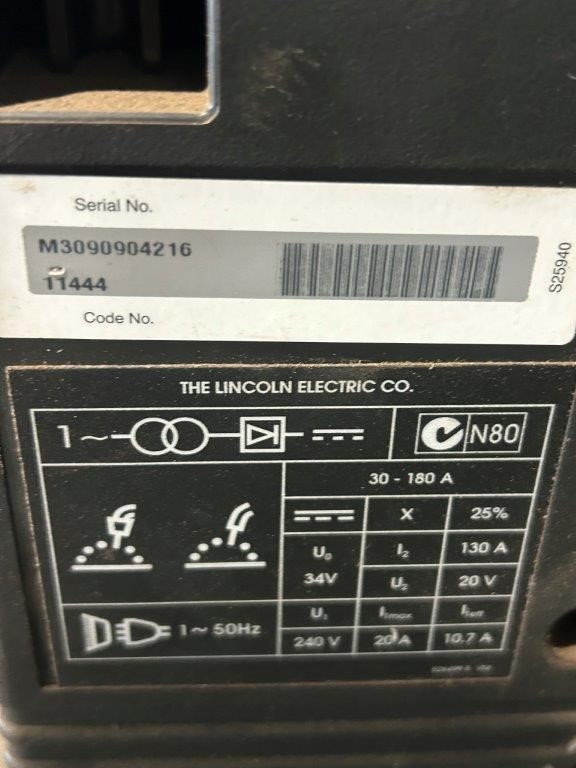 Serial No.
M3090904216
11444
Code No.
S25940
THE LINCOLN ELECTRIC CO.
1~
N80
30 - 180 A
X 25%
U₀ I₂ 130 A
34V U₂ 20 V
U₁ I₁max I₁eff
1~ 50Hz 240 V 20 A 10.7 A